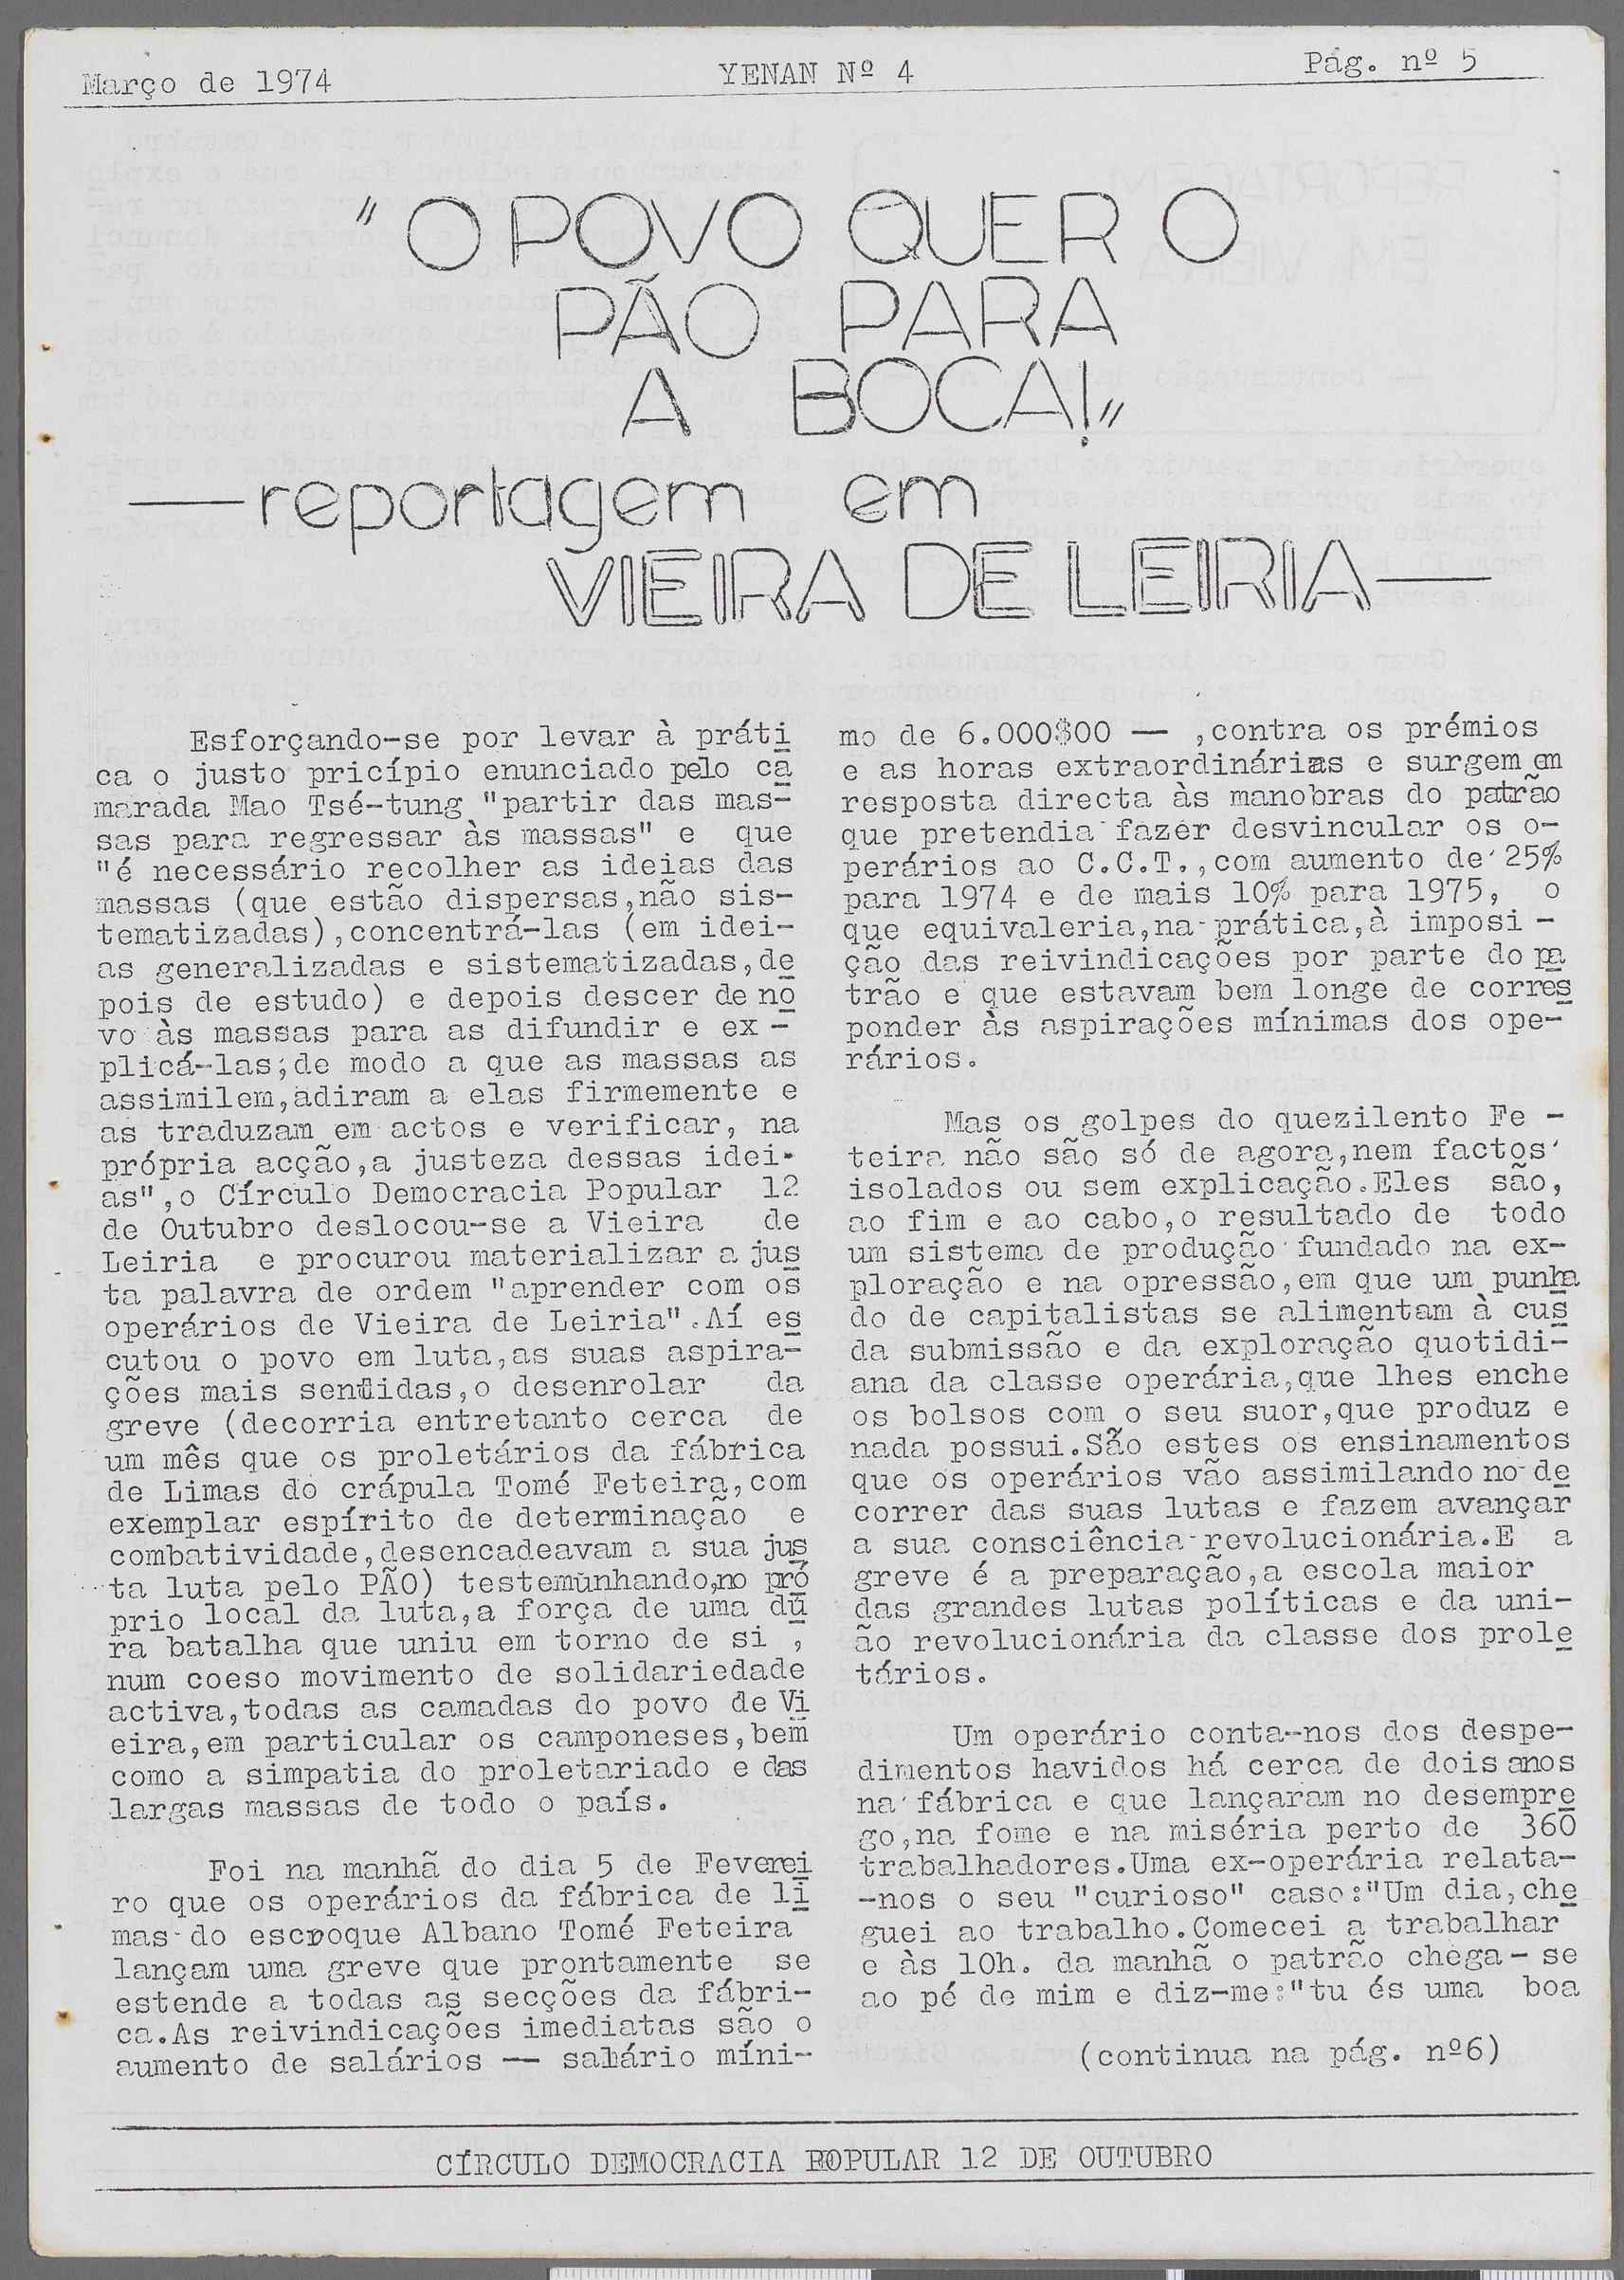 Março de 1974
YENAN Nº 4
Pág. nº 5
"O POVO QUER O
PÃO PARA
A BOCA!"
—reportagem em
VIEIRA DE LEIRIA—
Esforçando-se por levar à práti
ca o justo pricípio enunciado pelo ca
marada Mao Tsé-tung "partir das mas-
sas para regressar às massas" e que
"é necessário recolher as ideias das
massas (que estão dispersas,não sis-
tematizadas),concentrá-las (em idei-
as generalizadas e sistematizadas,de
pois de estudo) e depois descer de no
vo às massas para as difundir e ex -
plicá-las;de modo a que as massas as
assimilem,adiram a elas firmemente e
as traduzam em actos e verificar, na
própria acção,a justeza dessas idei-
as",o Círculo Democracia Popular 12
de Outubro deslocou-se a Vieira de
Leiria e procurou materializar a jus
ta palavra de ordem "aprender com os
operários de Vieira de Leiria".Aí es
cutou o povo em luta,as suas aspira-
ções mais sentidas,o desenrolar da
greve (decorria entretanto cerca de
um mês que os proletários da fábrica
de Limas do crápula Tomé Feteira,com
exemplar espírito de determinação e
combatividade,desencadeavam a sua jus
ta luta pelo PÃO) testemunhando,no pró
prio local da luta,a força de uma du
ra batalha que uniu em torno de si ,
num coeso movimento de solidariedade
activa,todas as camadas do povo de Vi
eira,em particular os camponeses,bem
como a simpatia do proletariado e das
largas massas de todo o país.
Foi na manhã do dia 5 de Feverei
ro que os operários da fábrica de li
mas do escroque Albano Tomé Feteira
lançam uma greve que prontamente se
estende a todas as secções da fábri-
ca.As reivindicações imediatas são o
aumento de salários — salário míni-
mo de 6.000$00 — ,contra os prémios
e as horas extraordinárias e surgem em
resposta directa às manobras do patrão
que pretendia fazer desvincular os o-
perários ao C.C.T.,com aumento de 25%
para 1974 e de mais 10% para 1975, o
que equivaleria,na prática,à imposi -
ção das reivindicações por parte do pa
trão e que estavam bem longe de corres
ponder às aspirações mínimas dos ope-
rários.
Mas os golpes do quezilento Fe -
teira não são só de agora,nem factos
isolados ou sem explicação.Eles são,
ao fim e ao cabo,o resultado de todo
um sistema de produção fundado na ex-
ploração e na opressão,em que um punha
do de capitalistas se alimentam à cus
da submissão e da exploração quotidi-
ana da classe operária,que lhes enche
os bolsos com o seu suor,que produz e
nada possui.São estes os ensinamentos
que os operários vão assimilando no de
correr das suas lutas e fazem avançar
a sua consciência revolucionária.E a
greve é a preparação,a escola maior
das grandes lutas políticas e da uni-
ão revolucionária da classe dos prole
tários.
Um operário conta-nos dos despe-
dimentos havidos há cerca de dois anos
na fábrica e que lançaram no desempre
go,na fome e na miséria perto de 360
trabalhadores.Uma ex-operária relata-
-nos o seu "curioso" caso:"Um dia,che
guei ao trabalho.Comecei a trabalhar
e às 10h. da manhã o patrão chega - se
ao pé de mim e diz-me:"tu és uma boa
(continua na pág. nº6)
CÍRCULO DEMOCRACIA POPULAR 12 DE OUTUBRO